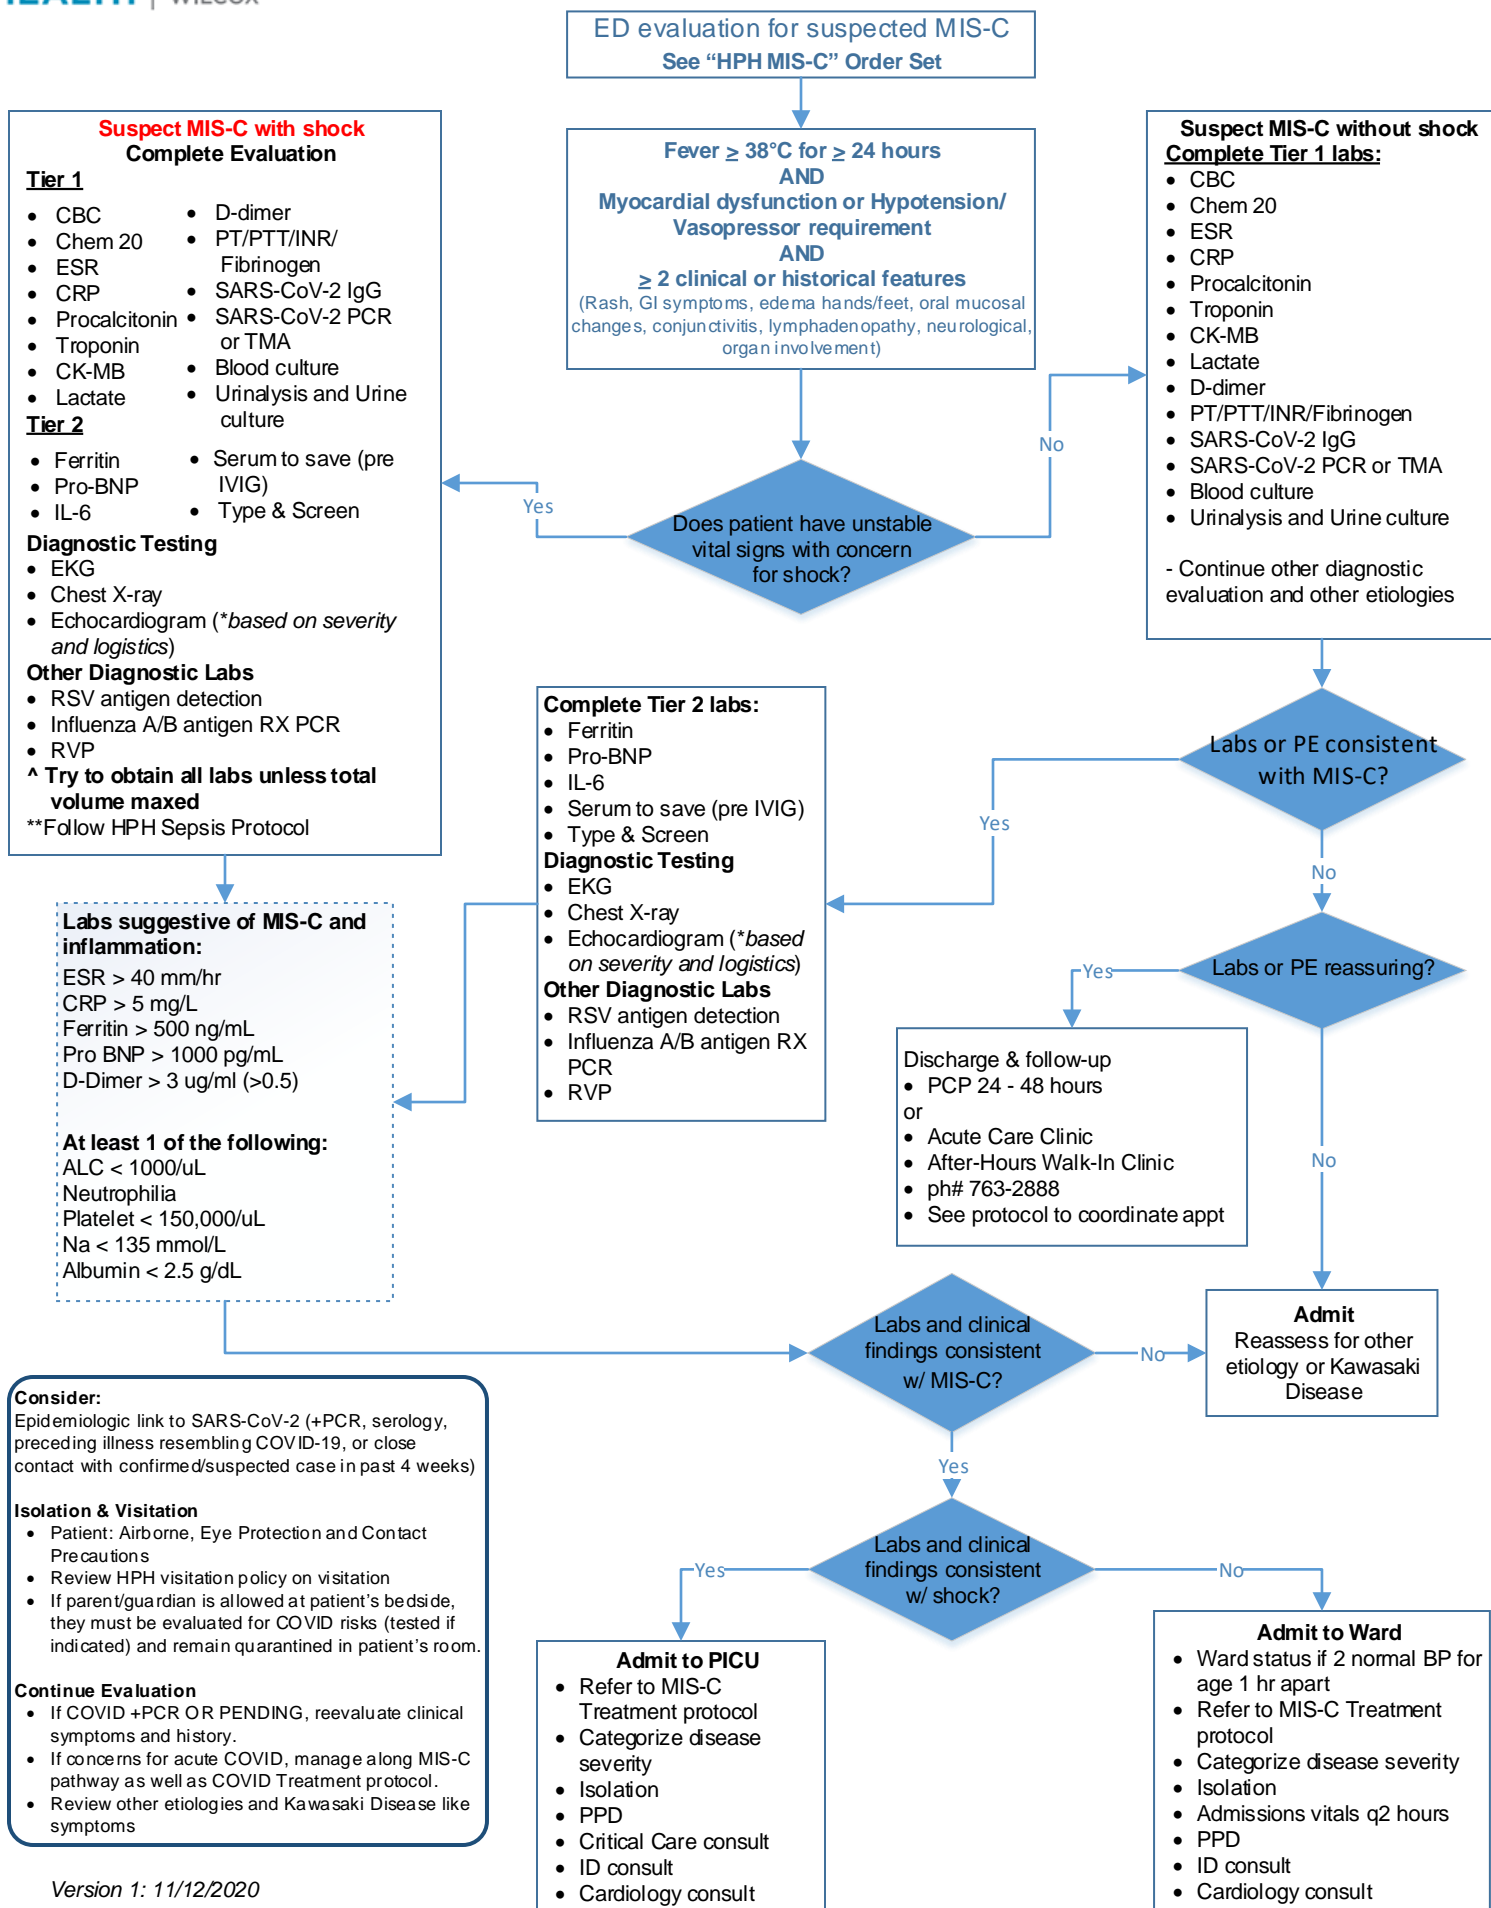 HEALTH | WILCOX
ED evaluation for suspected MIS-C
See “HPH MIS-C” Order Set
Suspect MIS-C with shock
Complete Evaluation
Tier 1
• CBC
• Chem 20
• ESR
• CRP
• Procalcitonin
• Troponin
• CK-MB
• Lactate
• D-dimer
• PT/PTT/INR/
Fibrinogen
• SARS-CoV-2 IgG
• SARS-CoV-2 PCR
or TMA
• Blood culture
• Urinalysis and Urine
culture
Tier 2
• Ferritin
• Pro-BNP
• IL-6
• Serum to save (pre
IVIG)
• Type & Screen
Diagnostic Testing
• EKG
• Chest X-ray
• Echocardiogram (*based on severity
and logistics)
Other Diagnostic Labs
• RSV antigen detection
• Influenza A/B antigen RX PCR
• RVP
^ Try to obtain all labs unless total
volume maxed
**Follow HPH Sepsis Protocol
Fever ≥ 38°C for ≥ 24 hours
AND
Myocardial dysfunction or Hypotension/
Vasopressor requirement
AND
≥ 2 clinical or historical features
(Rash, GI symptoms, edema hands/feet, oral mucosal
changes, conjunctivitis, lymphadenopathy, neurological,
organ involvement)
Does patient have unstable
vital signs with concern
for shock?
Yes
No
Suspect MIS-C without shock
Complete Tier 1 labs:
• CBC
• Chem 20
• ESR
• CRP
• Procalcitonin
• Troponin
• CK-MB
• Lactate
• D-dimer
• PT/PTT/INR/Fibrinogen
• SARS-CoV-2 IgG
• SARS-CoV-2 PCR or TMA
• Blood culture
• Urinalysis and Urine culture
- Continue other diagnostic
evaluation and other etiologies
Labs or PE consistent
with MIS-C?
Yes
No
Complete Tier 2 labs:
• Ferritin
• Pro-BNP
• IL-6
• Serum to save (pre IVIG)
• Type & Screen
Diagnostic Testing
• EKG
• Chest X-ray
• Echocardiogram (*based
on severity and logistics)
Other Diagnostic Labs
• RSV antigen detection
• Influenza A/B antigen RX
PCR
• RVP
Labs or PE reassuring?
Yes
No
Discharge & follow-up
• PCP 24 - 48 hours
or
• Acute Care Clinic
• After-Hours Walk-In Clinic
• ph# 763-2888
• See protocol to coordinate appt
Labs suggestive of MIS-C and
inflammation:
ESR > 40 mm/hr
CRP > 5 mg/L
Ferritin > 500 ng/mL
Pro BNP > 1000 pg/mL
D-Dimer > 3 ug/ml (>0.5)
At least 1 of the following:
ALC < 1000/uL
Neutrophilia
Platelet < 150,000/uL
Na < 135 mmol/L
Albumin < 2.5 g/dL
Labs and clinical
findings consistent
w/ MIS-C?
No
Yes
Admit
Reassess for other
etiology or Kawasaki
Disease
Labs and clinical
findings consistent
w/ shock?
Yes
No
Consider:
Epidemiologic link to SARS-CoV-2 (+PCR, serology,
preceding illness resembling COVID-19, or close
contact with confirmed/suspected case in past 4 weeks)
Isolation & Visitation
• Patient: Airborne, Eye Protection and Contact
Precautions
• Review HPH visitation policy on visitation
• If parent/guardian is allowed at patient’s bedside,
they must be evaluated for COVID risks (tested if
indicated) and remain quarantined in patient’s room.
Continue Evaluation
• If COVID +PCR OR PENDING, reevaluate clinical
symptoms and history.
• If concerns for acute COVID, manage along MIS-C
pathway as well as COVID Treatment protocol.
• Review other etiologies and Kawasaki Disease like
symptoms
Admit to PICU
• Refer to MIS-C
Treatment protocol
• Categorize disease
severity
• Isolation
• PPD
• Critical Care consult
• ID consult
• Cardiology consult
Admit to Ward
• Ward status if 2 normal BP for
age 1 hr apart
• Refer to MIS-C Treatment
protocol
• Categorize disease severity
• Isolation
• Admissions vitals q2 hours
• PPD
• ID consult
• Cardiology consult
Version 1: 11/12/2020